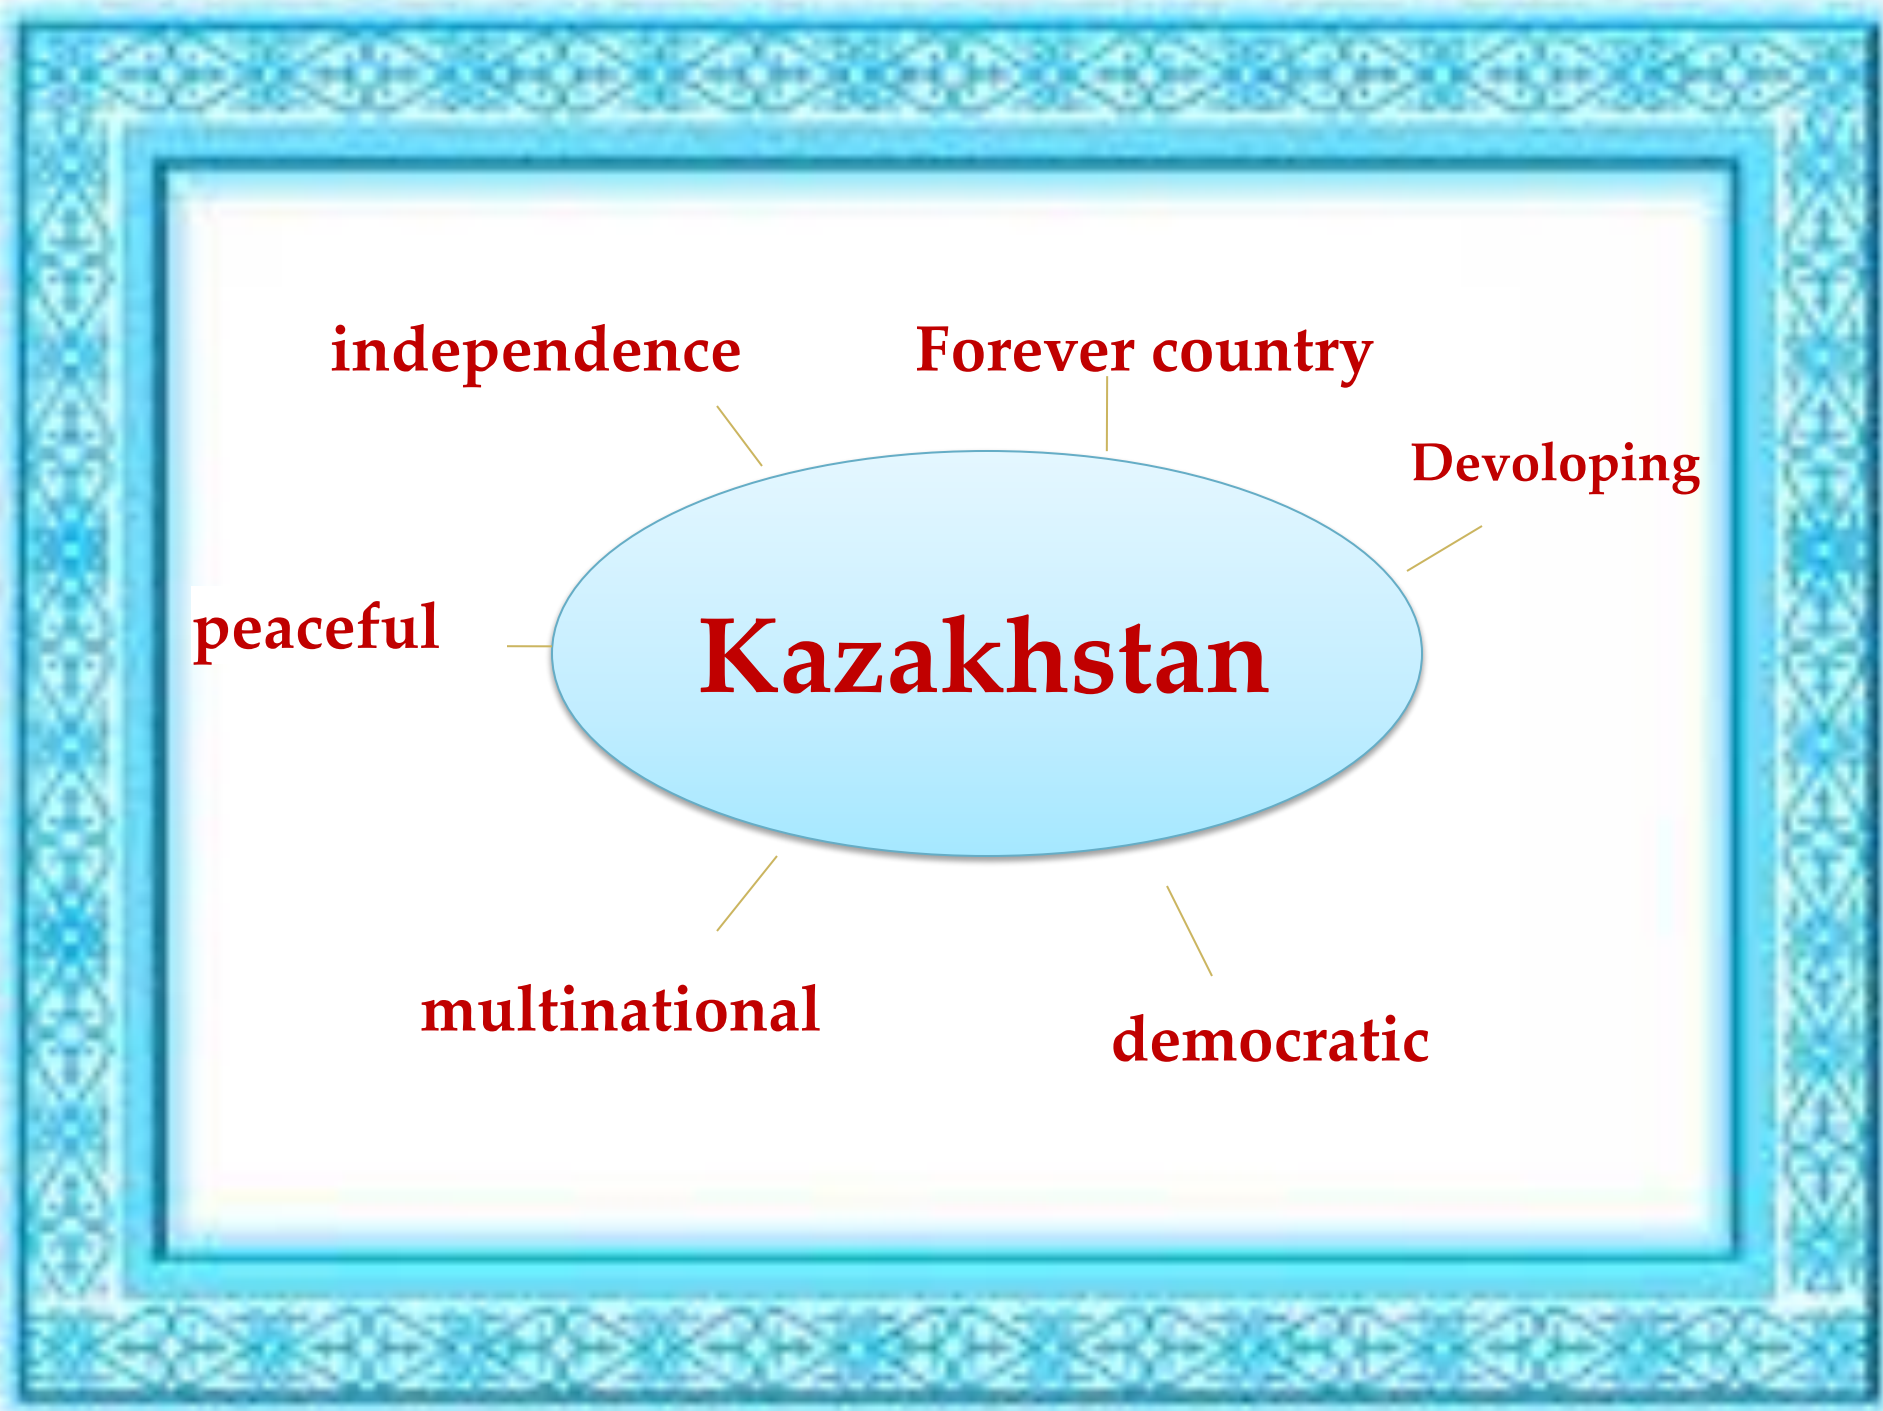 independence
Forever country
Devoloping
peaceful
Kazakhstan
multinational
democratic